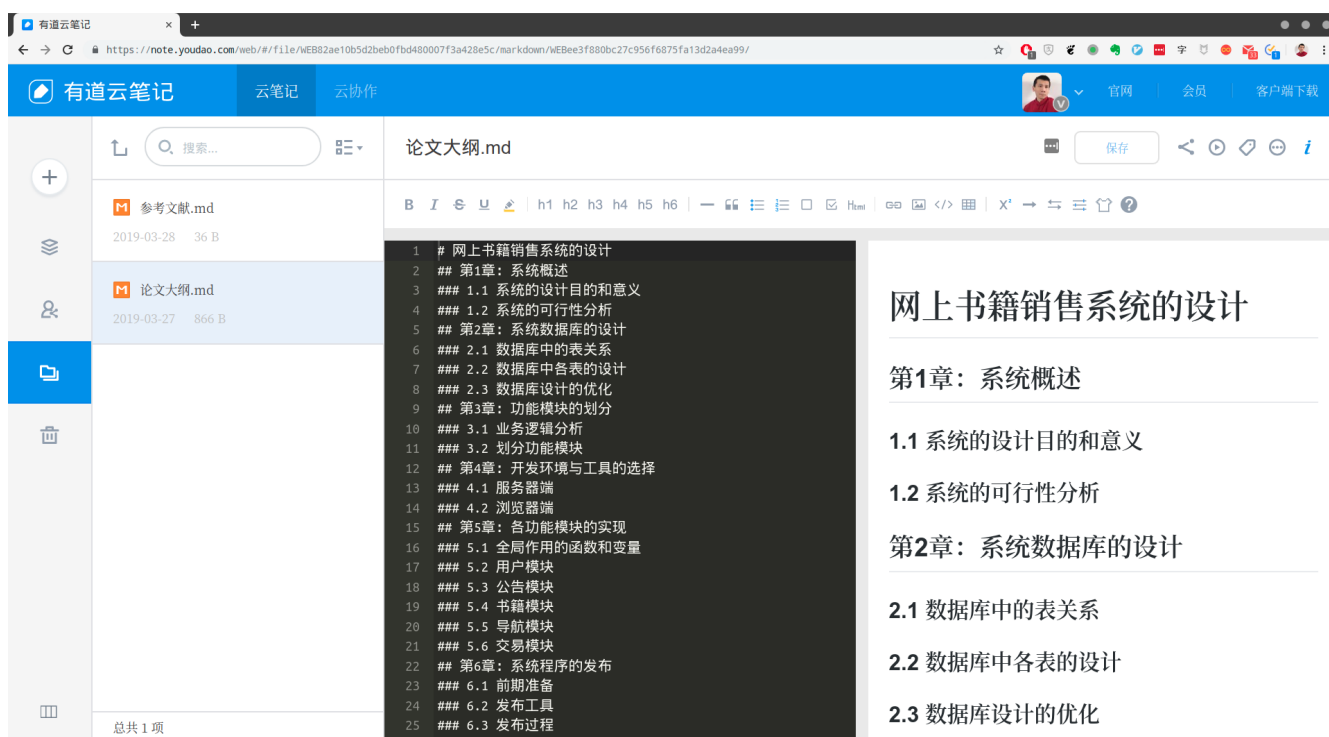 有道云笔记
https://note.youdao.com/web/#/file/WEB82ae10b5d2beb0fbd480007f3a428e5c/markdown/WEBee3f880bc27c956f6875fa13d2a4ea99/
有道云笔记
云笔记
云协作
官网
会员
客户端下载
搜索...
参考文献.md
2019-03-28 36 B
论文大纲.md
2019-03-27 866 B
总共 1 项
论文大纲.md
保存
B I S U h1 h2 h3 h4 h5 h6 Html X²
1 # 网上书籍销售系统的设计
2 ## 第1章: 系统概述
3 ### 1.1 系统的设计目的和意义
4 ### 1.2 系统的可行性分析
5 ## 第2章: 系统数据库的设计
6 ### 2.1 数据库中的表关系
7 ### 2.2 数据库中各表的设计
8 ### 2.3 数据库设计的优化
9 ## 第3章: 功能模块的划分
10 ### 3.1 业务逻辑分析
11 ### 3.2 划分功能模块
12 ## 第4章: 开发环境与工具的选择
13 ### 4.1 服务器端
14 ### 4.2 浏览器端
15 ## 第5章: 各功能模块的实现
16 ### 5.1 全局作用的函数和变量
17 ### 5.2 用户模块
18 ### 5.3 公告模块
19 ### 5.4 书籍模块
20 ### 5.5 导航模块
21 ### 5.6 交易模块
22 ## 第6章: 系统程序的发布
23 ### 6.1 前期准备
24 ### 6.2 发布工具
25 ### 6.3 发布过程
网上书籍销售系统的设计
第1章：系统概述
1.1 系统的设计目的和意义
1.2 系统的可行性分析
第2章：系统数据库的设计
2.1 数据库中的表关系
2.2 数据库中各表的设计
2.3 数据库设计的优化